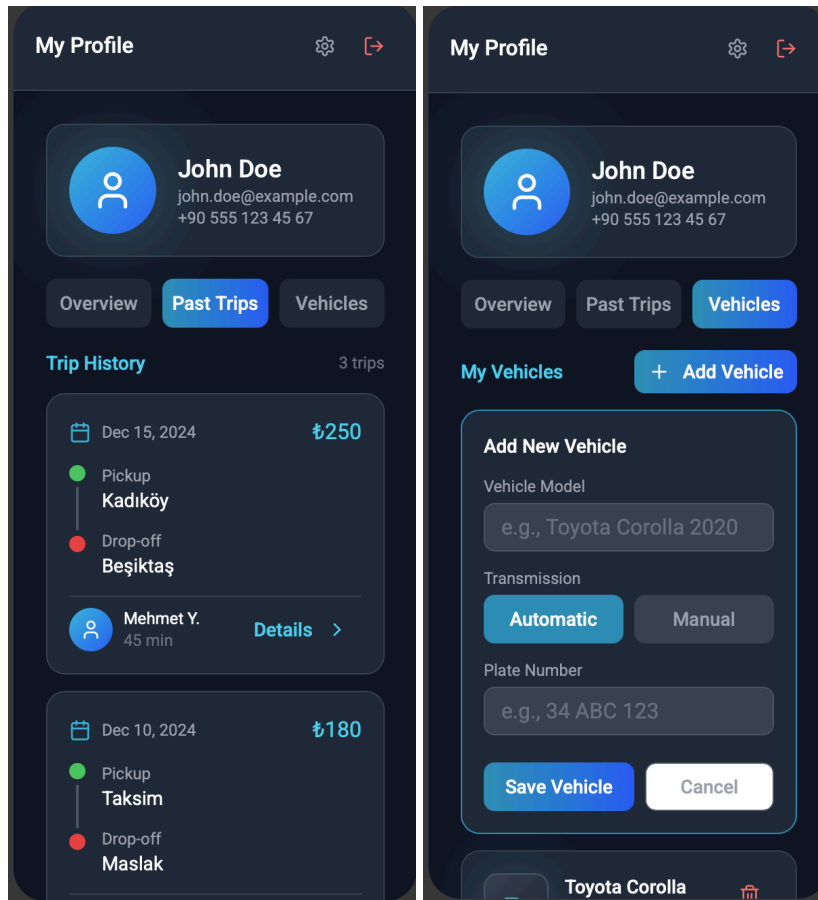 My Profile
John Doe
john.doe@example.com
+90 555 123 45 67
Overview
Past Trips
Vehicles
Trip History
3 trips
Dec 15, 2024
₺250
Pickup
Kadıköy
Drop-off
Beşiktaş
Mehmet Y.
45 min
Details
Dec 10, 2024
₺180
Pickup
Taksim
Drop-off
Maslak
My Profile
John Doe
john.doe@example.com
+90 555 123 45 67
Overview
Past Trips
Vehicles
My Vehicles
+ Add Vehicle
Add New Vehicle
Vehicle Model
e.g., Toyota Corolla 2020
Transmission
Automatic
Manual
Plate Number
e.g., 34 ABC 123
Save Vehicle
Cancel
Toyota Corolla